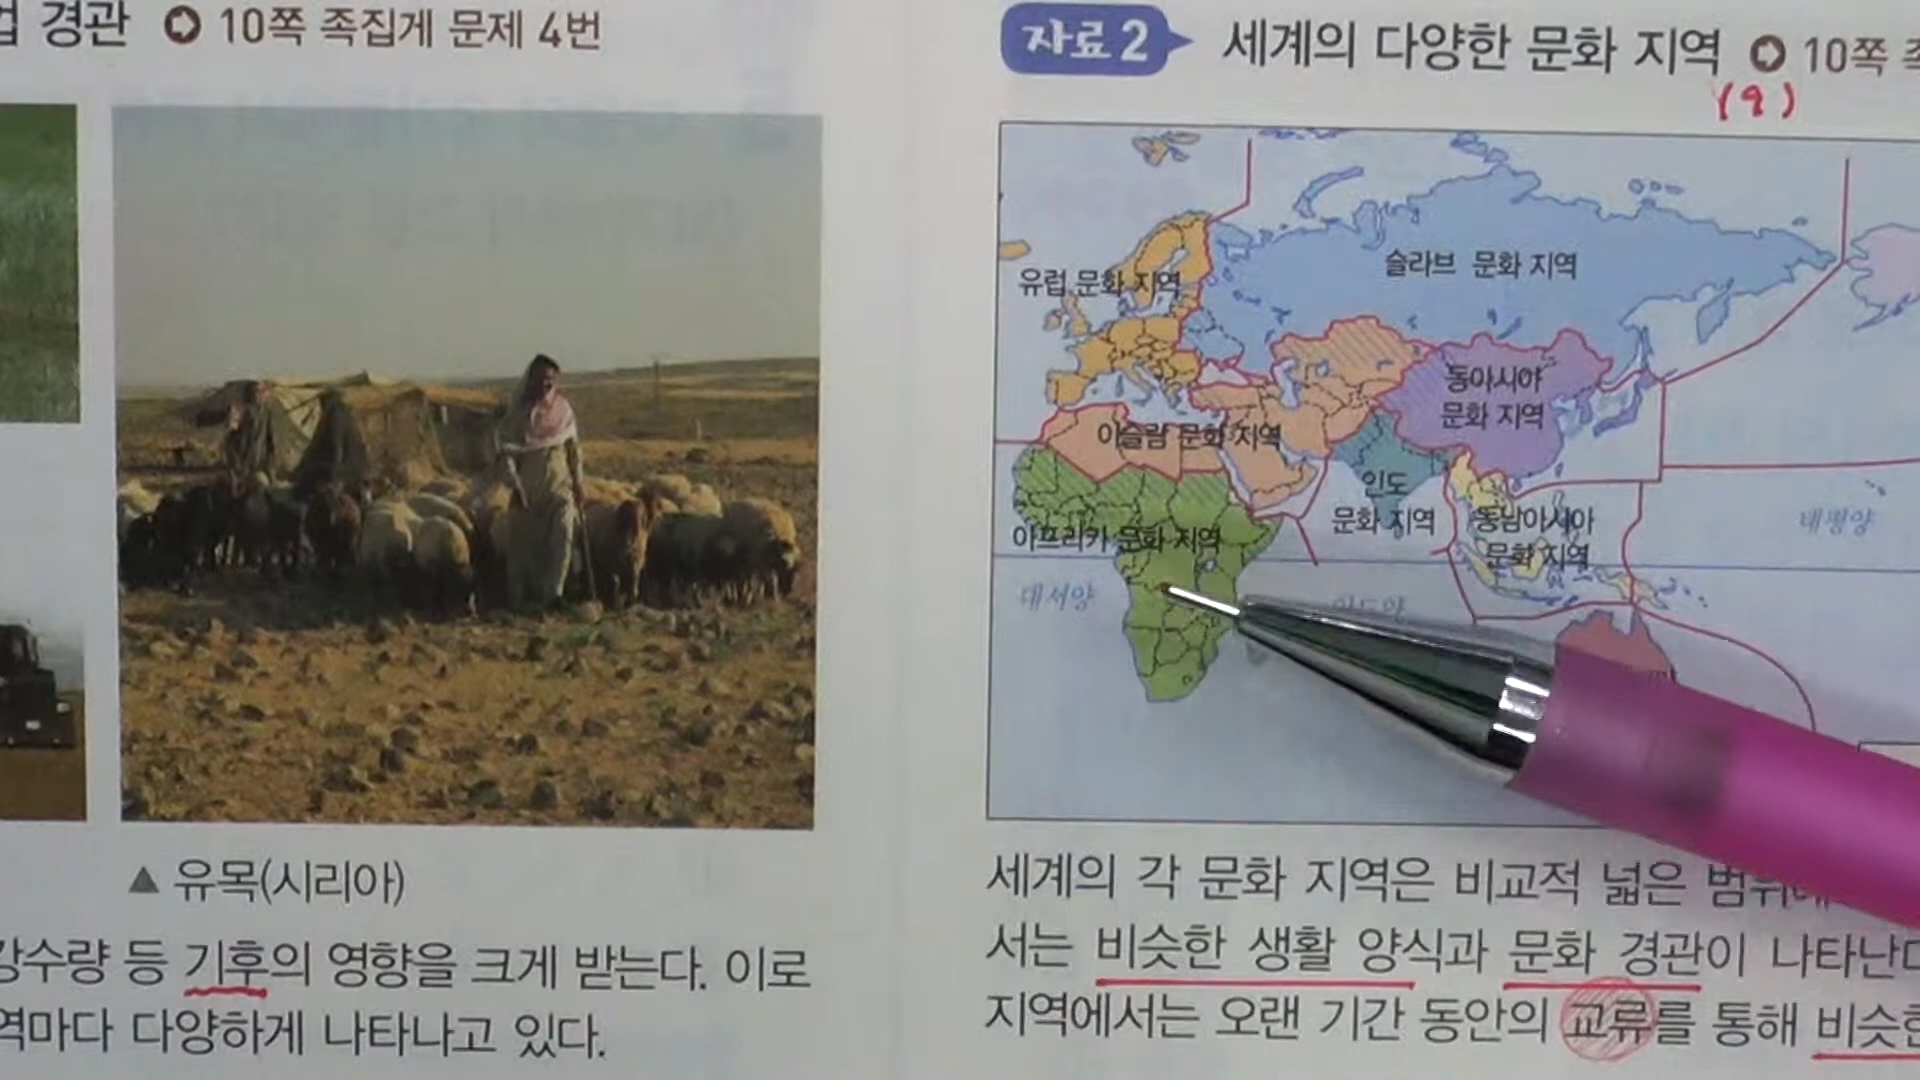 경관 10쪽 족집게 문제 4번
▲ 유목(시리아)
강수량 등 기후의 영향을 크게 받는다. 이로
역마다 다양하게 나타나고 있다.
자료 2 세계의 다양한 문화 지역 10쪽
(9)
유럽 문화 지역
슬라브 문화 지역
동아시아
문화 지역
이슬람 문화 지역
인도
문화 지역
동남아시아
문화 지역
아프리카 문화 지역
태평양
대서양
인도양
세계의 각 문화 지역은 비교적 넓은 범위에
서는 비슷한 생활 양식과 문화 경관이 나타난다
지역에서는 오랜 기간 동안의 교류를 통해 비슷한